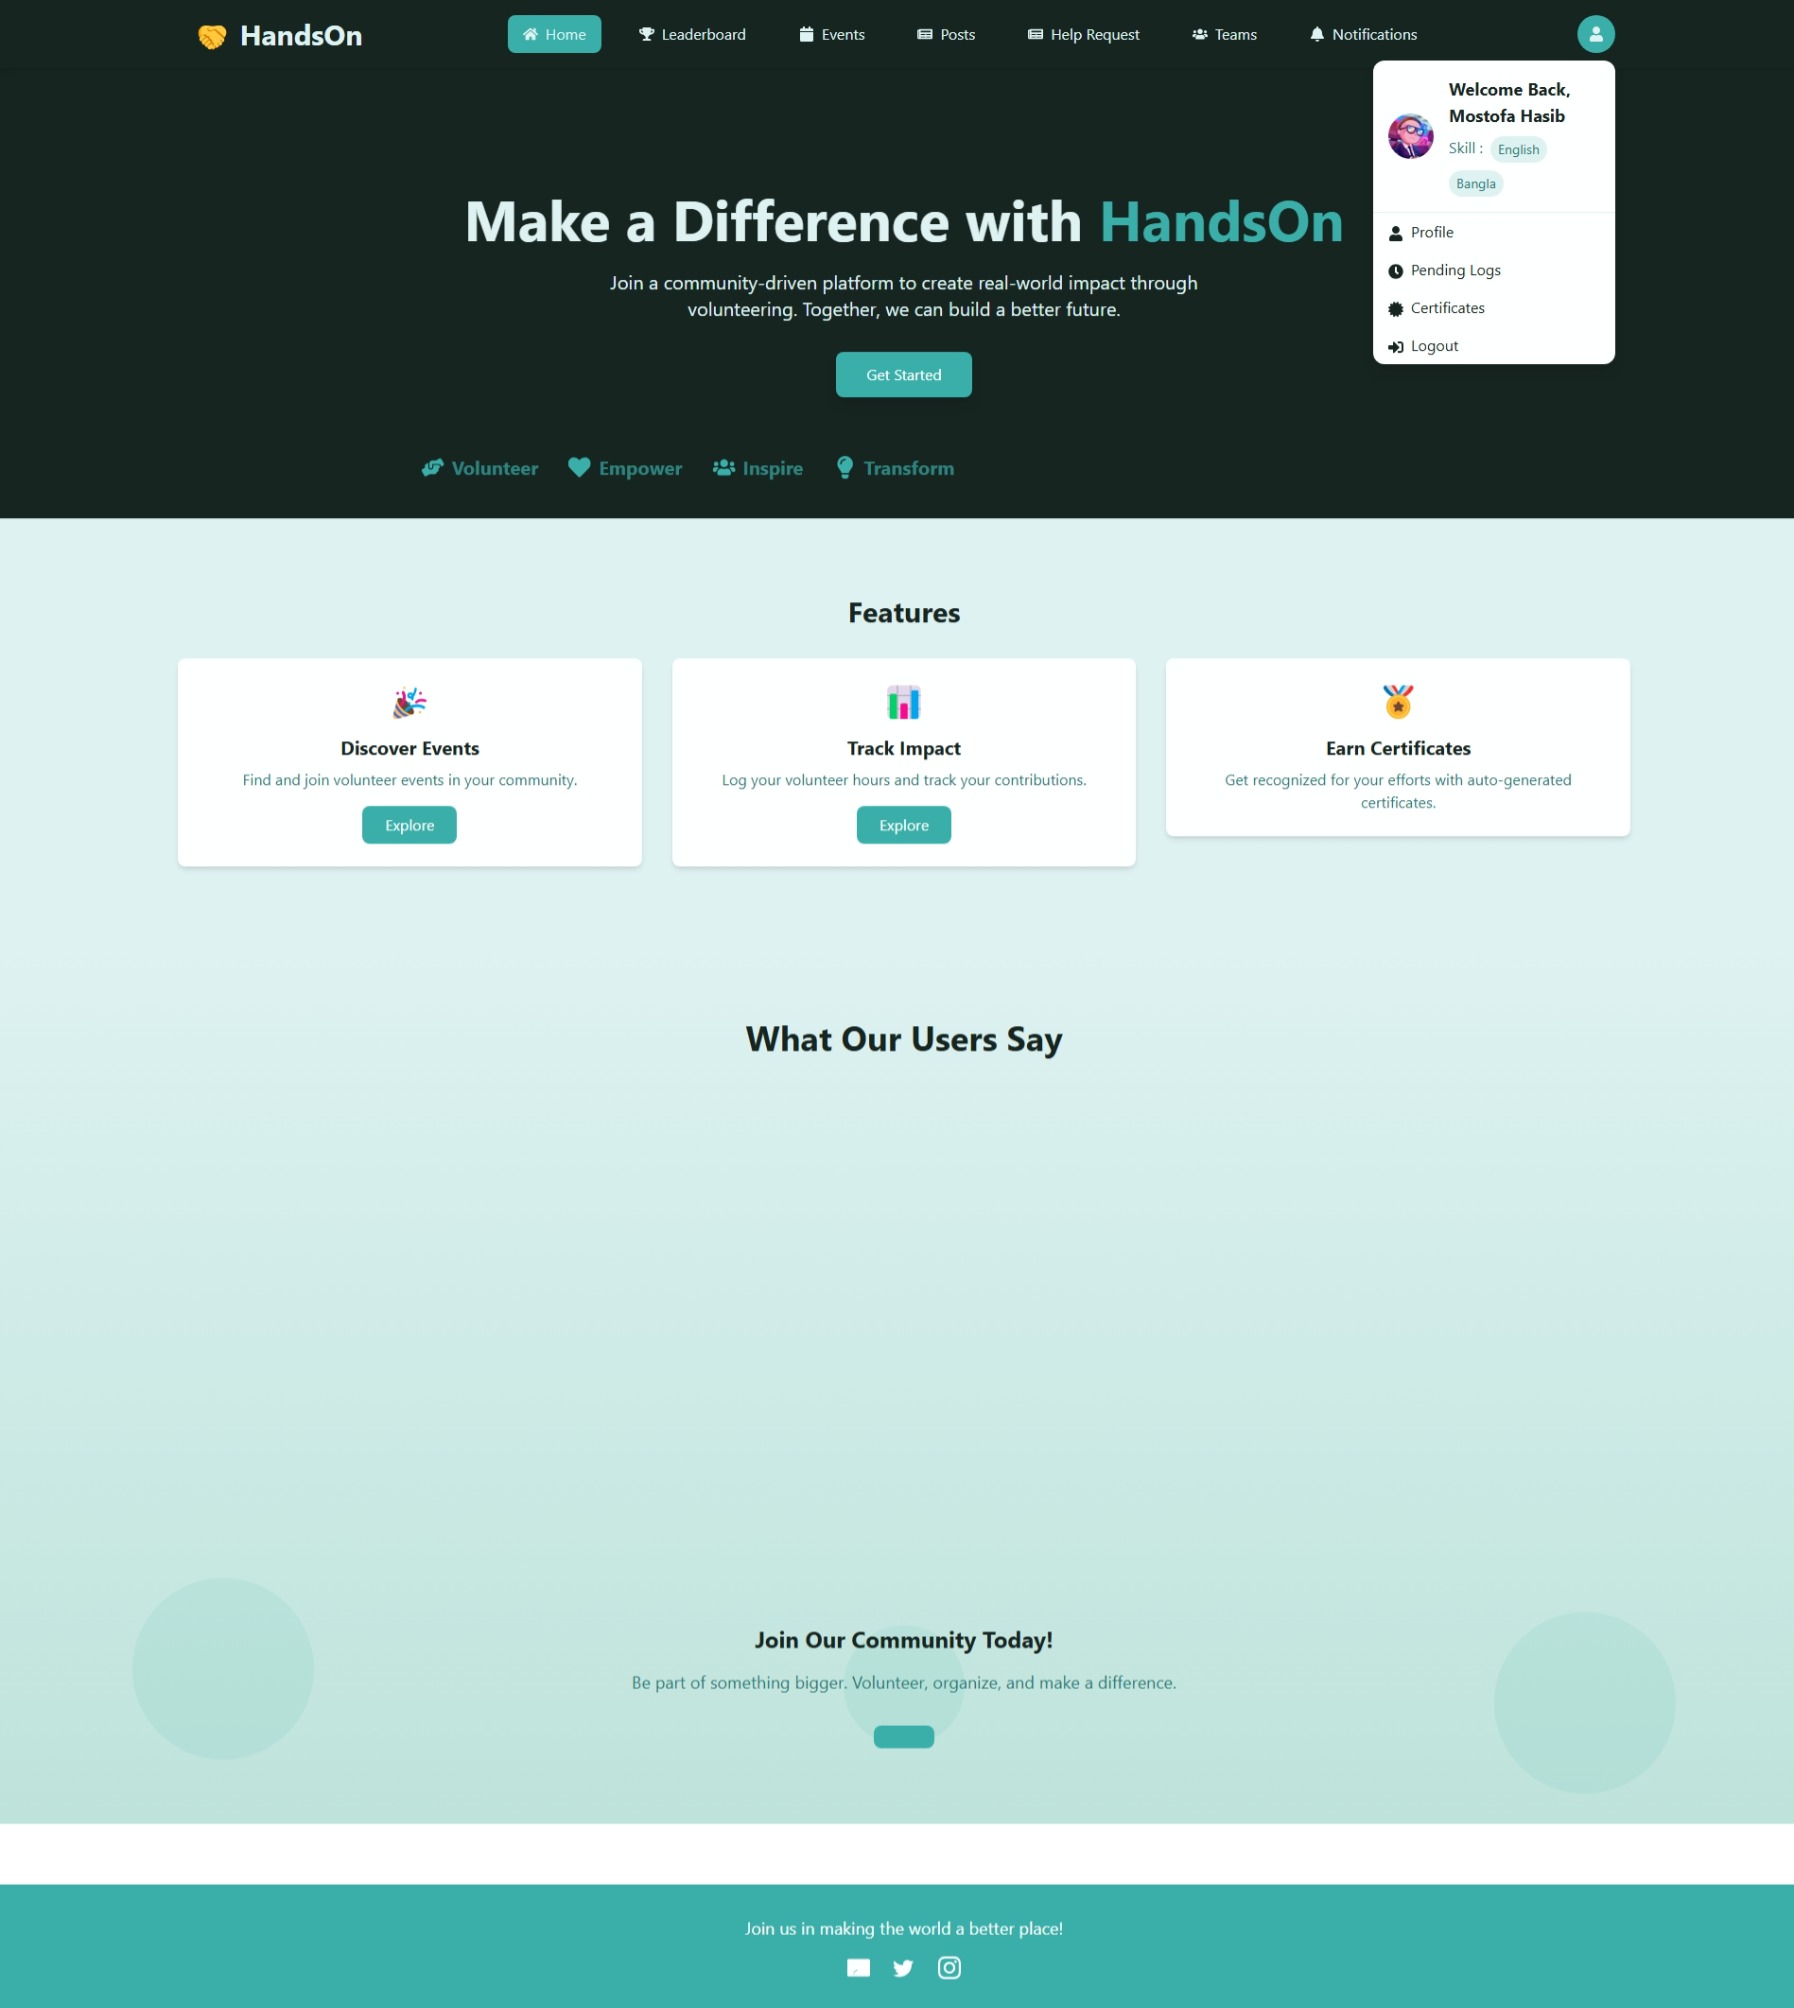 HandsOn
Home
Leaderboard
Events
Posts
Help Request
Teams
Notifications
Welcome Back,
Mostofa Hasib
Skill : English
Bangla
Profile
Pending Logs
Certificates
Logout
Make a Difference with HandsOn
Join a community-driven platform to create real-world impact through
volunteering. Together, we can build a better future.
Get Started
Volunteer
Empower
Inspire
Transform
Features
Discover Events
Find and join volunteer events in your community.
Explore
Track Impact
Log your volunteer hours and track your contributions.
Explore
Earn Certificates
Get recognized for your efforts with auto-generated
certificates.
What Our Users Say
Join Our Community Today!
Be part of something bigger. Volunteer, organize, and make a difference.
Join us in making the world a better place!